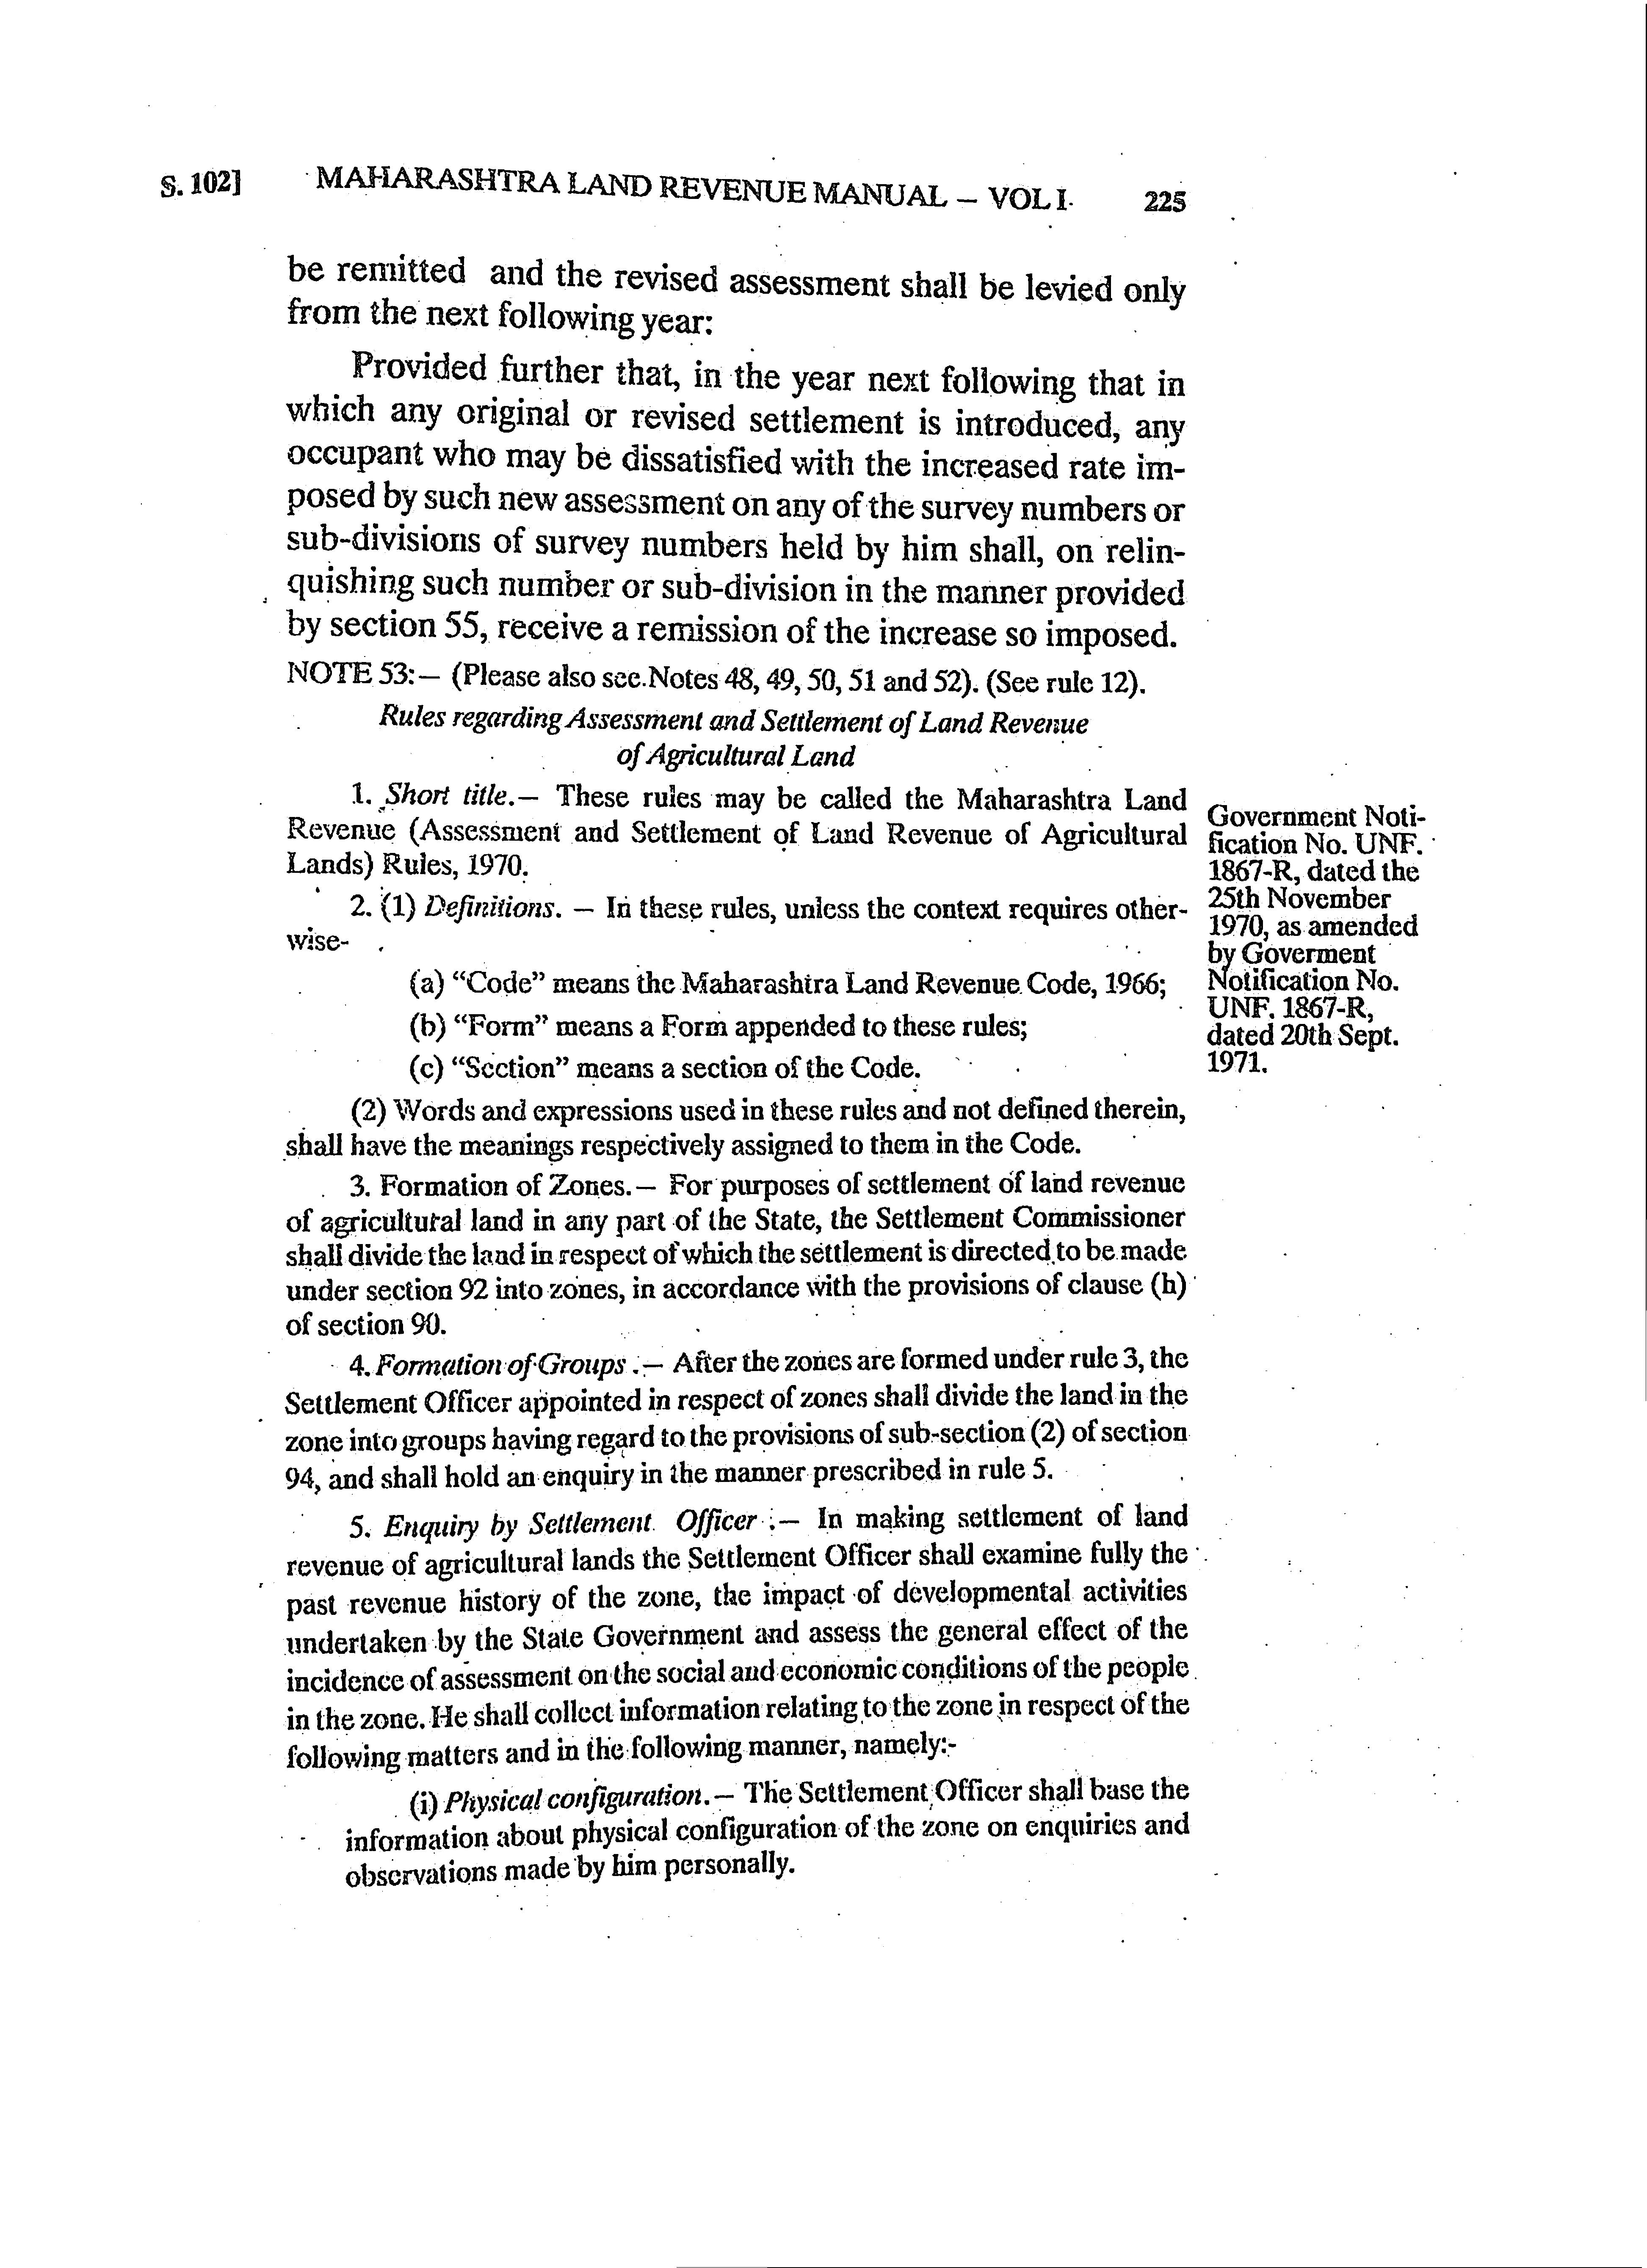 S. 102] MAHARASHTRA LAND REVENUE MANUAL – VOL I. 225
be remitted and the revised assessment shall be levied only
from the next following year:
Provided further that, in the year next following that in
which any original or revised settlement is introduced, any
occupant who may be dissatisfied with the increased rate im-
posed by such new assessment on any of the survey numbers or
sub-divisions of survey numbers held by him shall, on relin-
quishing such number or sub-division in the manner provided
by section 55, receive a remission of the increase so imposed.
NOTE 53:– (Please also see Notes 48, 49, 50, 51 and 52). (See rule 12).
Rules regarding Assessment and Settlement of Land Revenue
of Agricultural Land
1. Short title.– These rules may be called the Maharashtra Land
Revenue (Assessment and Settlement of Land Revenue of Agricultural
Lands) Rules, 1970.
2. (1) Definitions. – In these rules, unless the context requires other-
wise-
(a) “Code” means the Maharashtra Land Revenue Code, 1966;
(b) “Form” means a Form appended to these rules;
(c) “Section” means a section of the Code.
(2) Words and expressions used in these rules and not defined therein,
shall have the meanings respectively assigned to them in the Code.
3. Formation of Zones.– For purposes of settlement of land revenue
of agricultural land in any part of the State, the Settlement Commissioner
shall divide the land in respect of which the settlement is directed to be made
under section 92 into zones, in accordance with the provisions of clause (h)
of section 90.
4. Formation of Groups :– After the zones are formed under rule 3, the
Settlement Officer appointed in respect of zones shall divide the land in the
zone into groups having regard to the provisions of sub-section (2) of section
94, and shall hold an enquiry in the manner prescribed in rule 5.
5. Enquiry by Settlement Officer :– In making settlement of land
revenue of agricultural lands the Settlement Officer shall examine fully the
past revenue history of the zone, the impact of developmental activities
undertaken by the State Government and assess the general effect of the
incidence of assessment on the social and economic conditions of the people
in the zone. He shall collect information relating to the zone in respect of the
following matters and in the following manner, namely:-
(i) Physical configuration.– The Settlement Officer shall base the
information about physical configuration of the zone on enquiries and
observations made by him personally.
Government Noti-
fication No. UNF.
1867-R, dated the
25th November
1970, as amended
by Goverment
Notification No.
UNF. 1867-R,
dated 20th Sept.
1971.